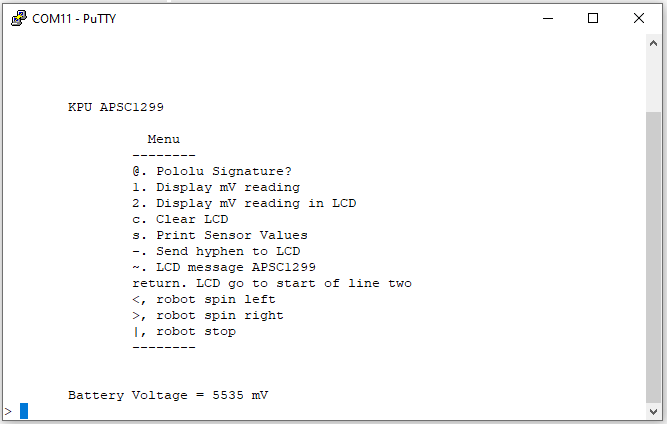 COM11 - PuTTY
KPU APSC1299
Menu
--------
@. Pololu Signature?
1. Display mV reading
2. Display mV reading in LCD
c. Clear LCD
s. Print Sensor Values
-. Send hyphen to LCD
~. LCD message APSC1299
return. LCD go to start of line two
<, robot spin left
>, robot spin right
|, robot stop
--------
Battery Voltage = 5535 mV
>